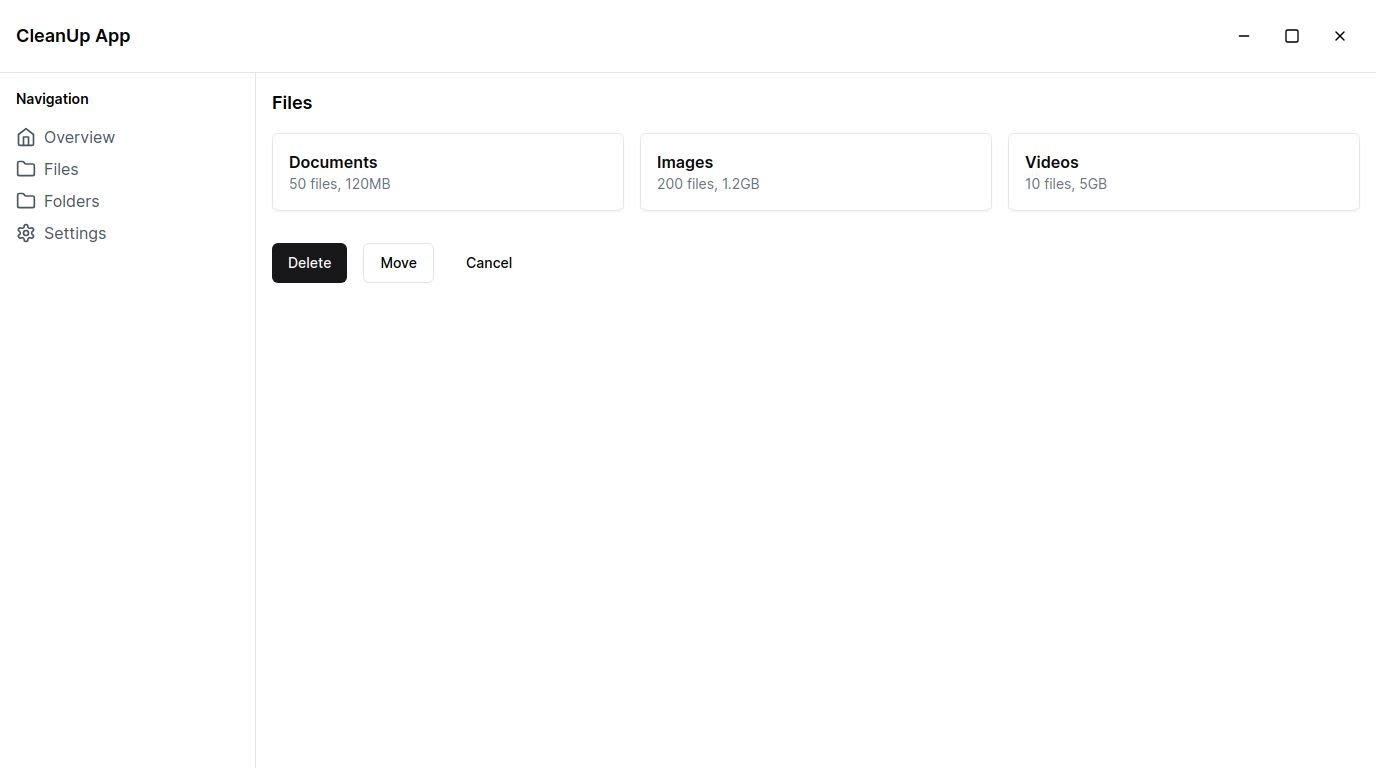 CleanUp App
Navigation
Overview
Files
Folders
Settings
Files
Documents
50 files, 120MB
Images
200 files, 1.2GB
Videos
10 files, 5GB
Delete
Move
Cancel